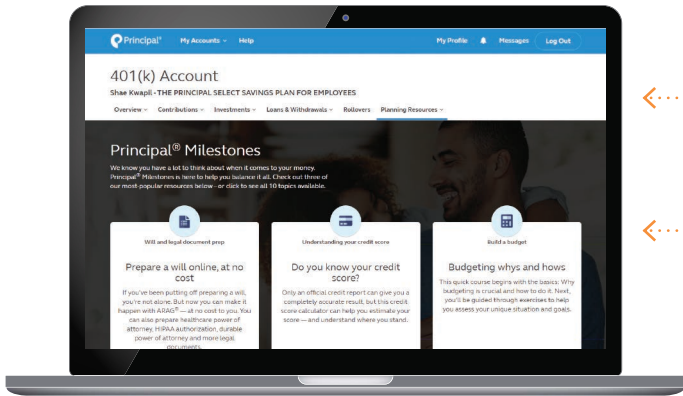 Principal® My Accounts Help My Profile Messages Log Out
401(k) Account
Shae Kwapil - THE PRINCIPAL SELECT SAVINGS PLAN FOR EMPLOYEES
Overview Contributions Investments Loans & Withdrawals Rollovers Planning Resources
Principal® Milestones
We know you have a lot to think about when it comes to your money.
Principal® Milestones is here to help you balance it all. Check out three of
our most-popular resources below—or click to see all 10 topics available.
Will and legal document prep
Prepare a will online, at no
cost
If you've been putting off preparing a will,
you're not alone. But now you can make it
happen with ARAG® — at no cost to you. You
can also prepare healthcare power of
attorney, HIPAA authorization, durable
power of attorney and more legal
documents.
Understanding your credit score
Do you know your credit
score?
Only an official credit report can give you a
completely accurate result, but this credit
score calculator can help you estimate your
score — and understand where you stand.
Build a budget
Budgeting whys and hows
This quick course begins with the basics: Why
budgeting is crucial and how to do it. Next,
you'll be guided through exercises to help
you assess your unique situation and goals.